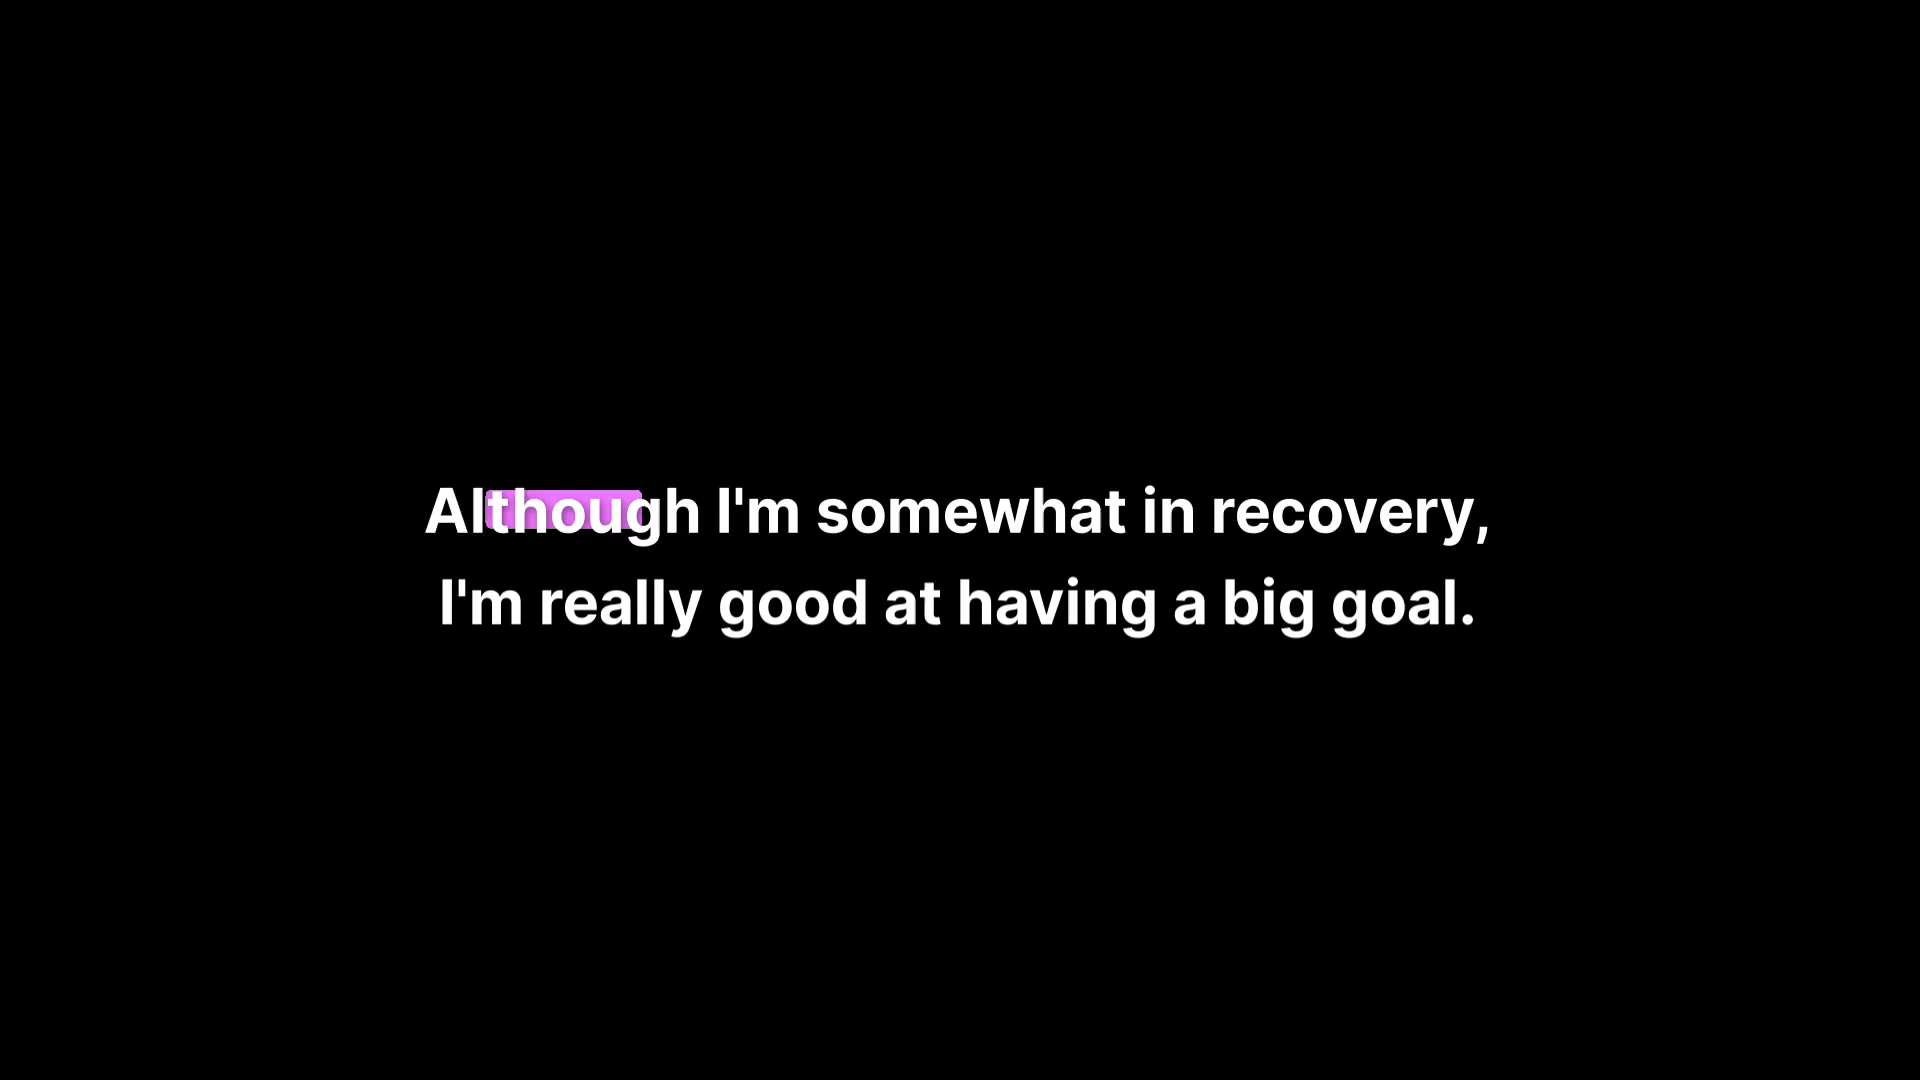 Although I'm somewhat in recovery,
I'm really good at having a big goal.